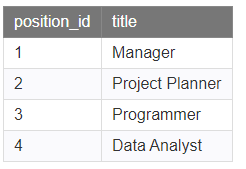 position_id title
1 Manager
2 Project Planner
3 Programmer
4 Data Analyst